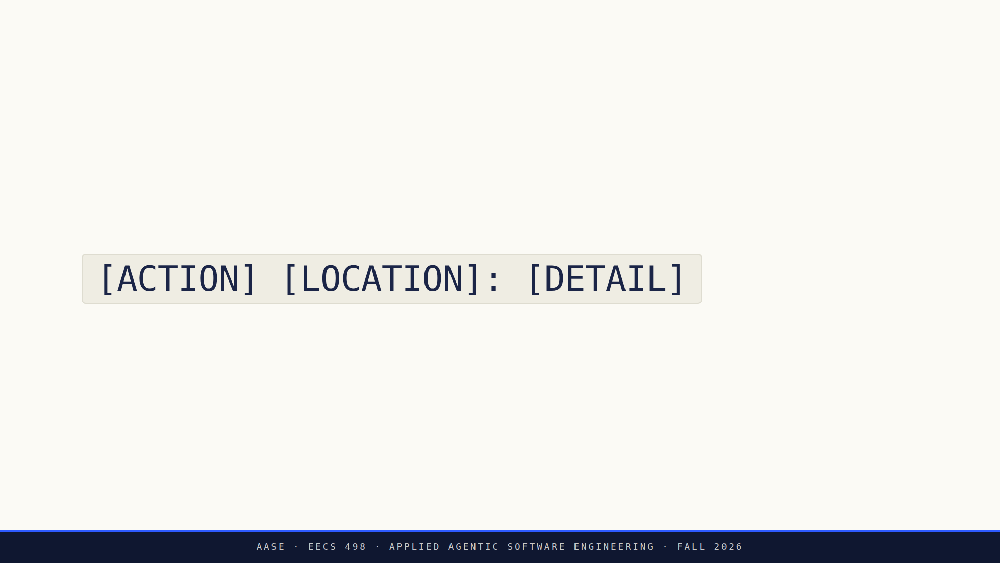 [ACTION] [LOCATION]: [DETAIL]
AASE · EECS 498 · APPLIED AGENTIC SOFTWARE ENGINEERING · FALL 2026